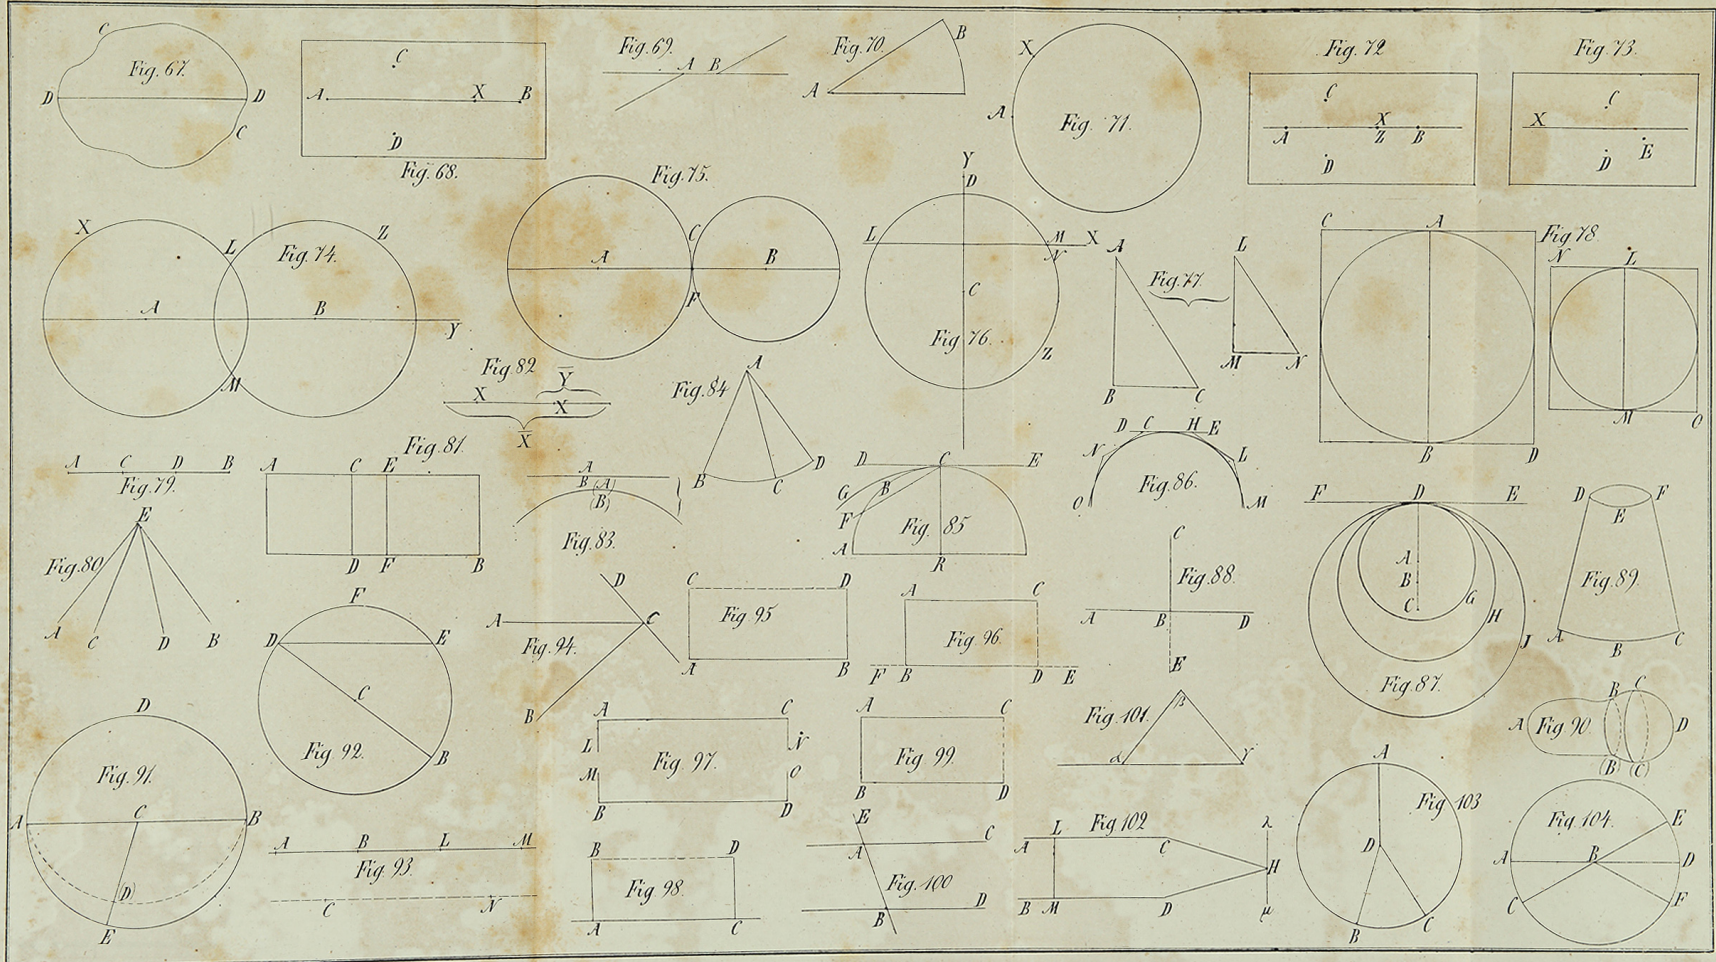 C
Fig. 67.
D D
C
C
A X B
D
Fig. 68.
Fig. 69.
A B
Fig. 70.
B
A
X
A
Fig. 71.
Fig. 72
C
A X B
Z
D
Fig. 73.
C
X
D E
X L Z
Fig. 74.
A B
Y
M
Fig. 75.
C
A B
F
Y
D
L M X
N
C
Fig. 76.
Z
A L
Fig. 77.
M N
B C
C A
Fig. 78.
N L
M O
B D
A C D B
Fig. 79.
E
Fig. 80
A C D B
Fig. 81.
A C E
D F B
Fig. 82
Y
X X
X
A
B (A)
(B)
Fig. 83.
A
Fig. 84
B C D
D C E
G B
F
Fig. 85
A R
D C H E
N L
Fig. 86.
O M
F D E
A
B
C G
H
J
Fig. 87.
C
Fig. 88.
A B D
E
D F
E
Fig. 89.
A B C
B C
A Fig. 90 D
(B) (C)
D
Fig. 91.
A C B
(D)
E
F
D E
C
Fig. 92.
B
A B L M
Fig. 93
C N
D
A C
Fig. 94.
B
C D
Fig. 95
A B
A C
Fig. 96.
F B D E
A C
L N
Fig. 97.
M O
B D
B D
Fig. 98.
A C
A C
Fig. 99.
B D
E C
A
Fig. 100
B D
Fig. 101.
β
α γ
L Fig. 102 λ
A C
H
B M D μ
A
Fig. 103
D
B C
Fig. 104.
E
A B D
C F